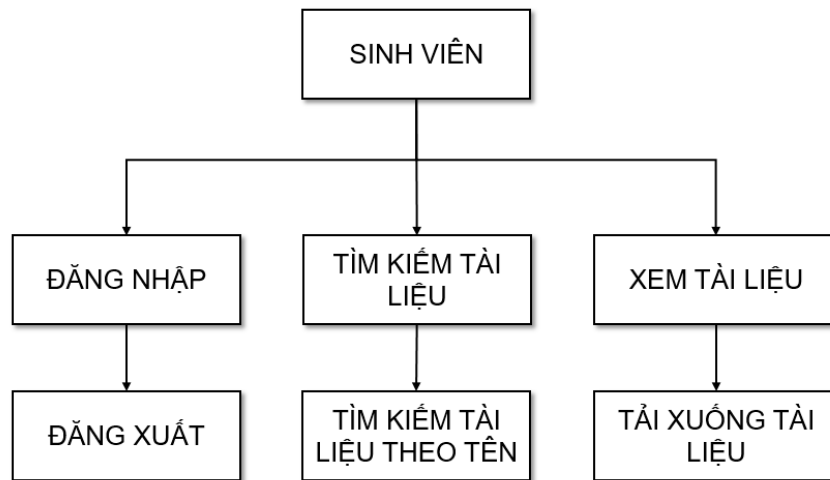 SINH VIÊN
ĐĂNG NHẬP
TÌM KIẾM TÀI
LIỆU
XEM TÀI LIỆU
ĐĂNG XUẤT
TÌM KIẾM TÀI
LIỆU THEO TÊN
TẢI XUỐNG TÀI
LIỆU